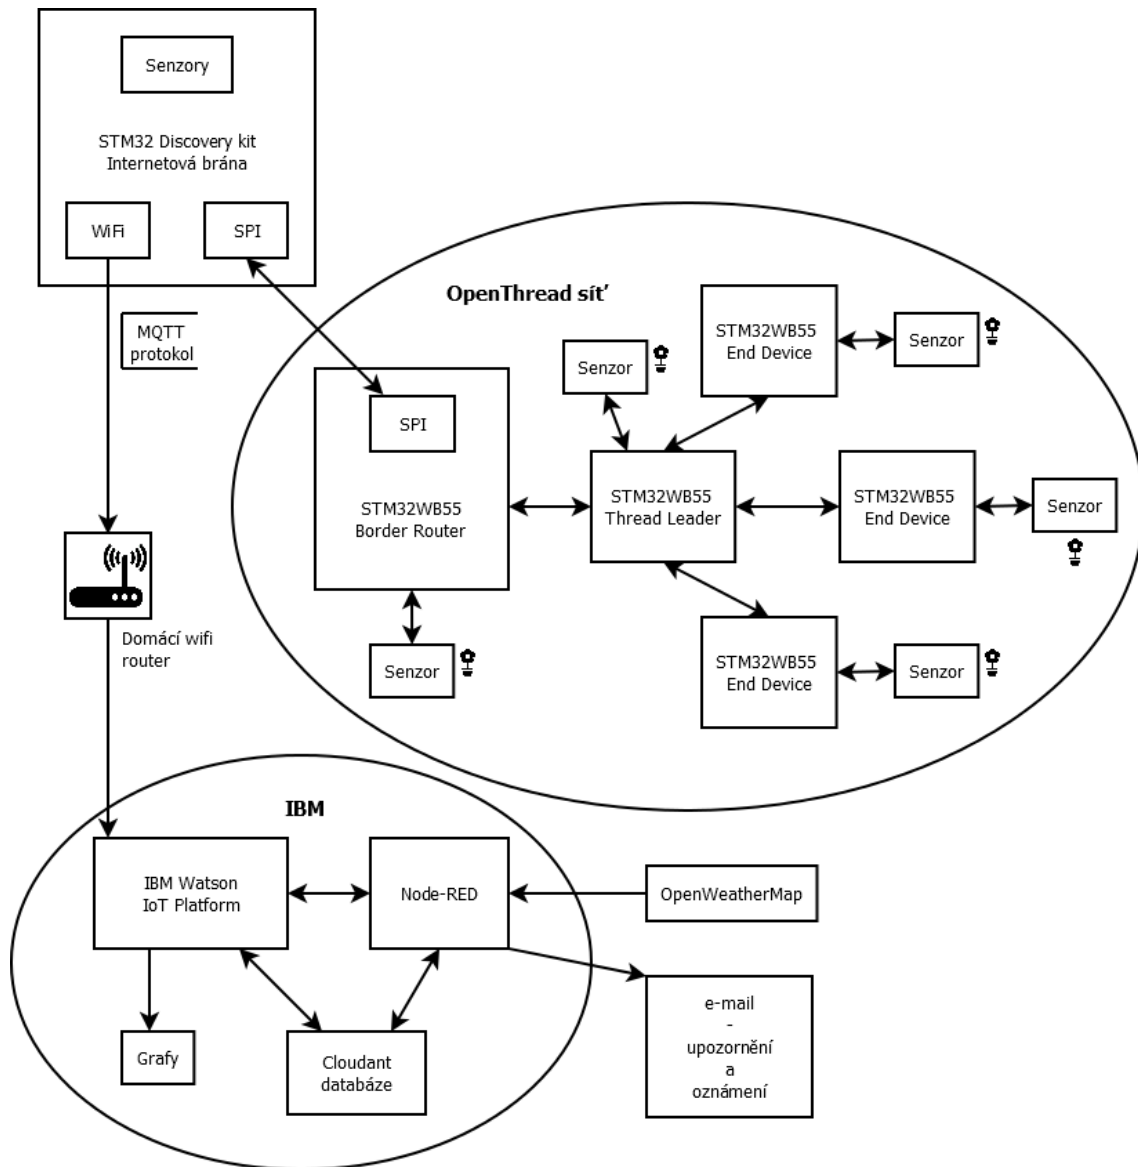 Senzory
STM32 Discovery kit
Internetová brána
WiFi
SPI
MQTT
protokol
OpenThread síť
SPI
STM32WB55
Border Router
Senzor
Senzor
STM32WB55
Thread Leader
STM32WB55
End Device
Senzor
STM32WB55
End Device
Senzor
STM32WB55
End Device
Senzor
Domácí wifi
router
IBM
IBM Watson
IoT Platform
Node-RED
OpenWeatherMap
Grafy
Cloudant
databáze
e-mail
-
upozornění
a
oznámení